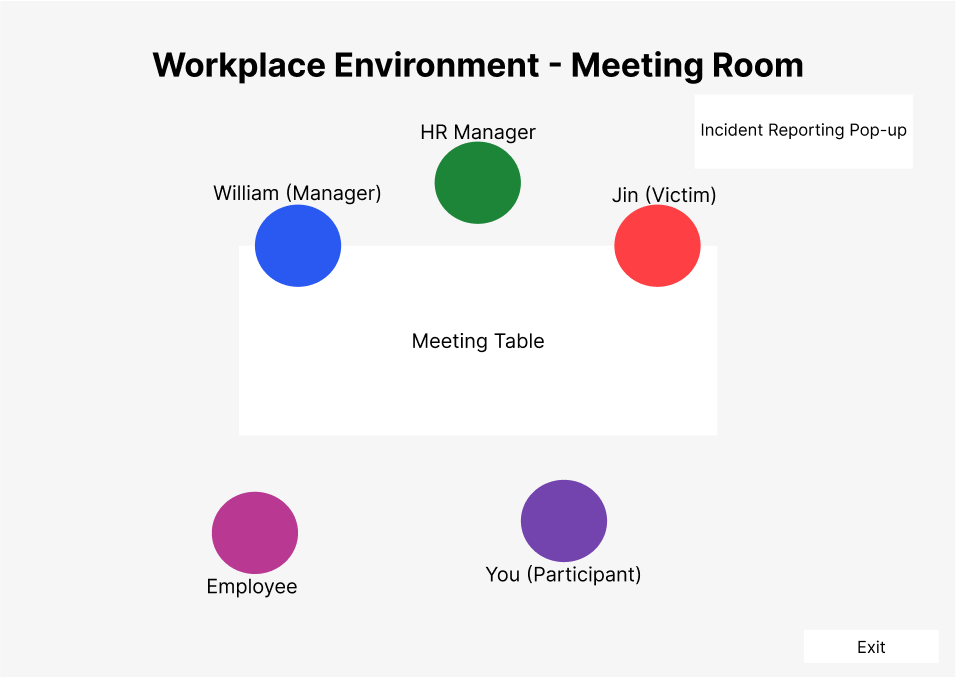 Workplace Environment - Meeting Room
Incident Reporting Pop-up
HR Manager
William (Manager)
Jin (Victim)
Meeting Table
Employee
You (Participant)
Exit